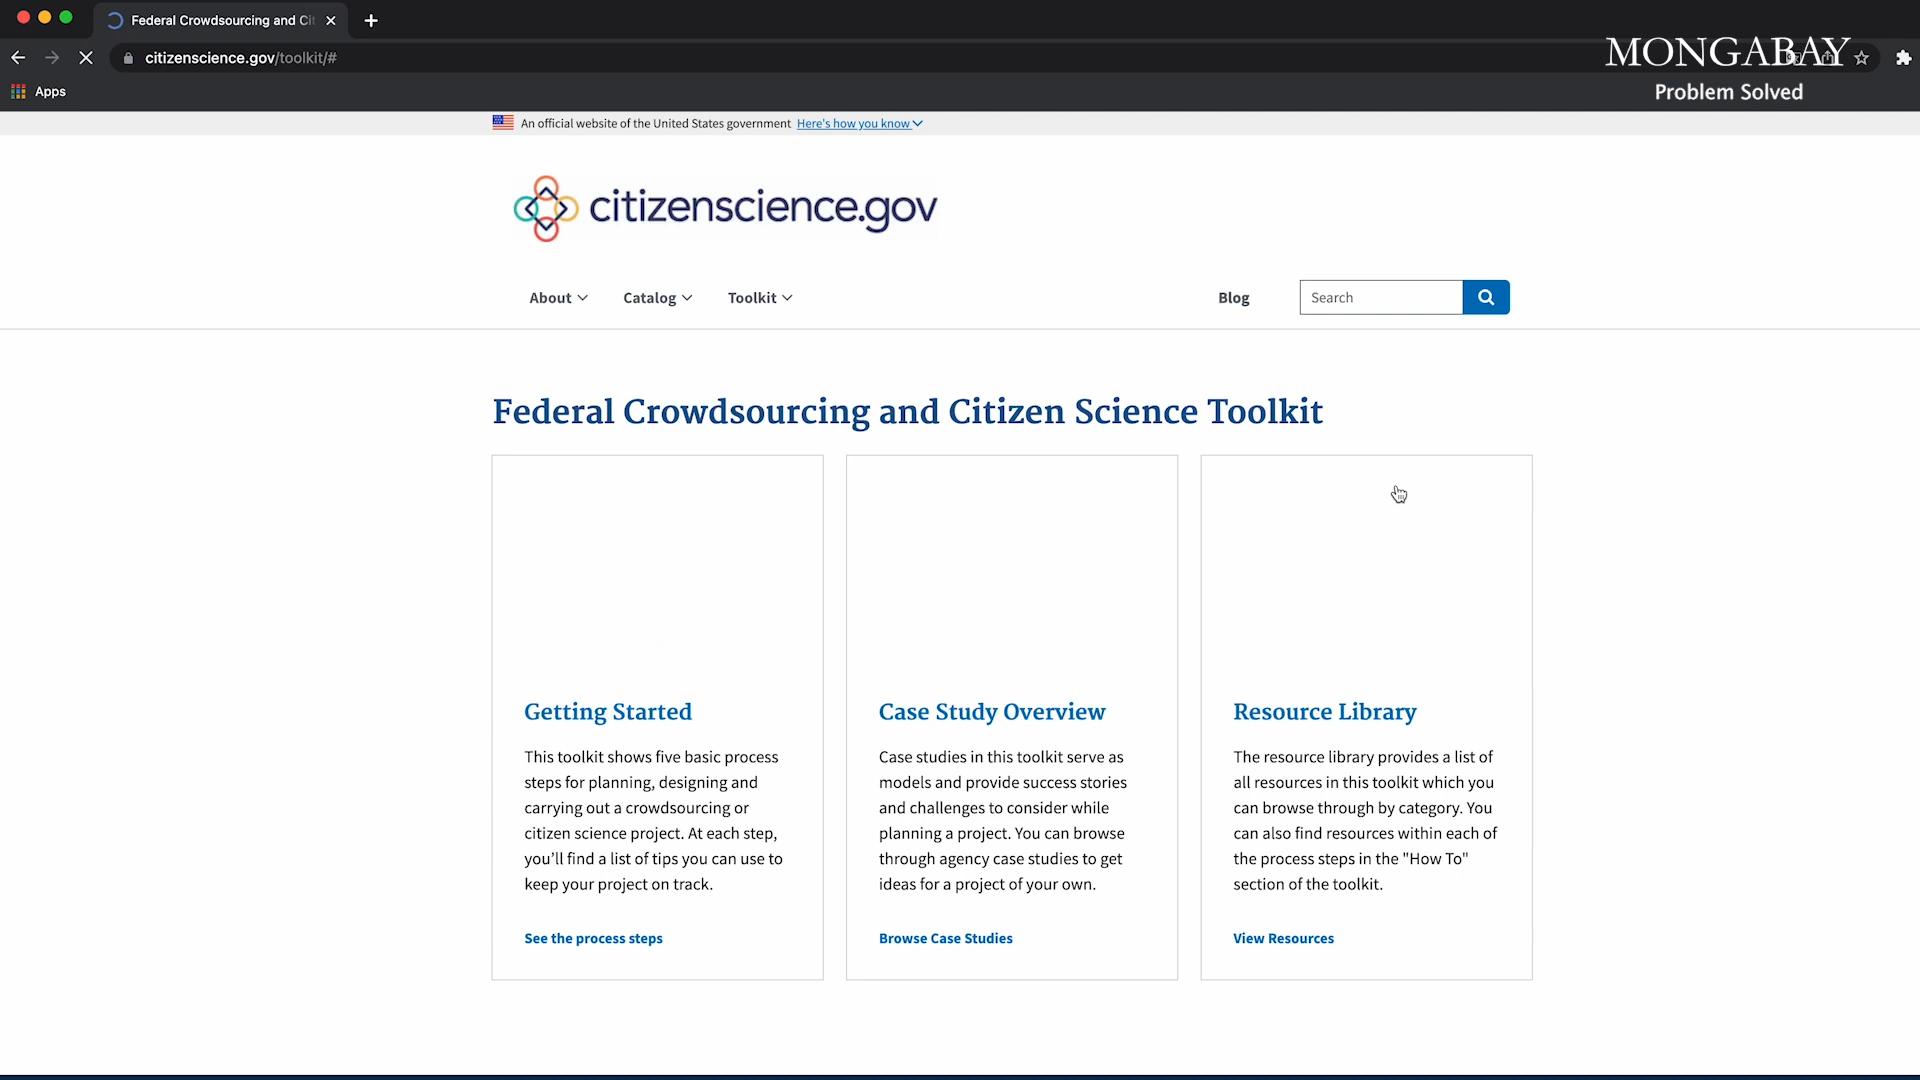 Federal Crowdsourcing and Cit
citizenscience.gov/toolkit/#
MONGABAY
Problem Solved
Apps
An official website of the United States government Here's how you know
citizenscience.gov
About Catalog Toolkit Blog Search
Federal Crowdsourcing and Citizen Science Toolkit
Getting Started
This toolkit shows five basic process
steps for planning, designing and
carrying out a crowdsourcing or
citizen science project. At each step,
you'll find a list of tips you can use to
keep your project on track.
See the process steps
Case Study Overview
Case studies in this toolkit serve as
models and provide success stories
and challenges to consider while
planning a project. You can browse
through agency case studies to get
ideas for a project of your own.
Browse Case Studies
Resource Library
The resource library provides a list of
all resources in this toolkit which you
can browse through by category. You
can also find resources within each of
the process steps in the "How To"
section of the toolkit.
View Resources